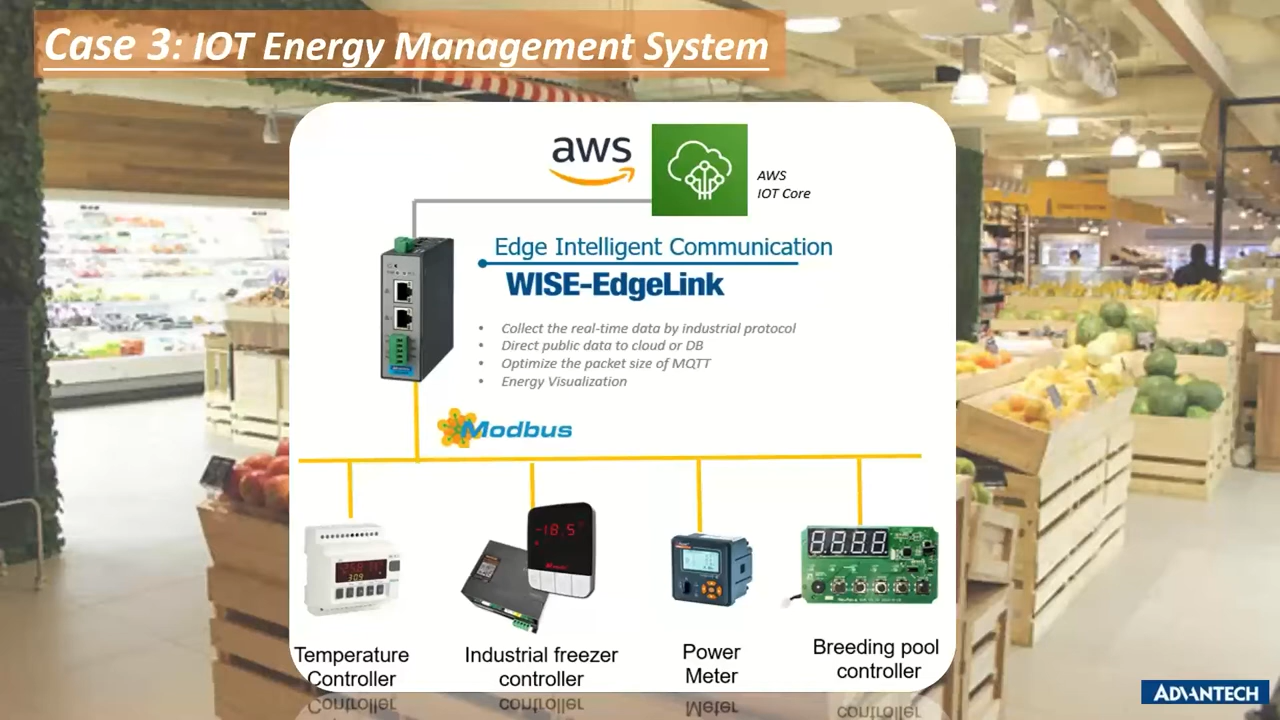 Case 3: IOT Energy Management System
aws
AWS
IOT Core
Edge Intelligent Communication
WISE-EdgeLink
• Collect the real-time data by industrial protocol
• Direct public data to cloud or DB
• Optimize the packet size of MQTT
• Energy Visualization
Modbus
-18.5
8.8.8.8.
Temperature
Controller
Industrial freezer
controller
Power
Meter
Breeding pool
controller
ADVANTECH